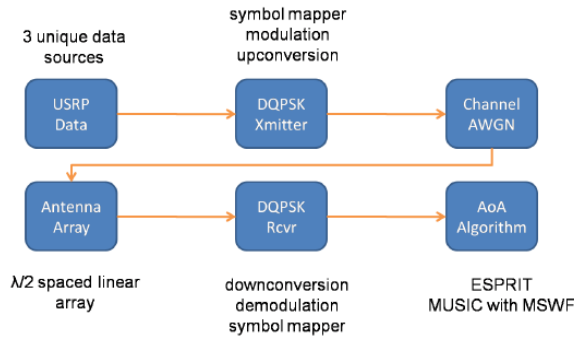 3 unique data
sources
symbol mapper
modulation
upconversion
USRP
Data
DQPSK
Xmitter
Channel
AWGN
Antenna
Array
DQPSK
Rcvr
AoA
Algorithm
λ/2 spaced linear
array
downconversion
demodulation
symbol mapper
ESPRIT
MUSIC with MSWF